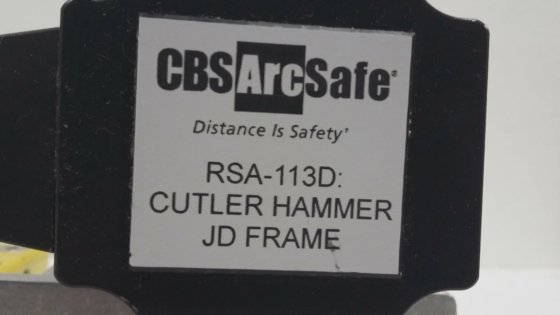 CBSArcSafe®
Distance Is Safety®
RSA-113D:
CUTLER HAMMER
JD FRAME